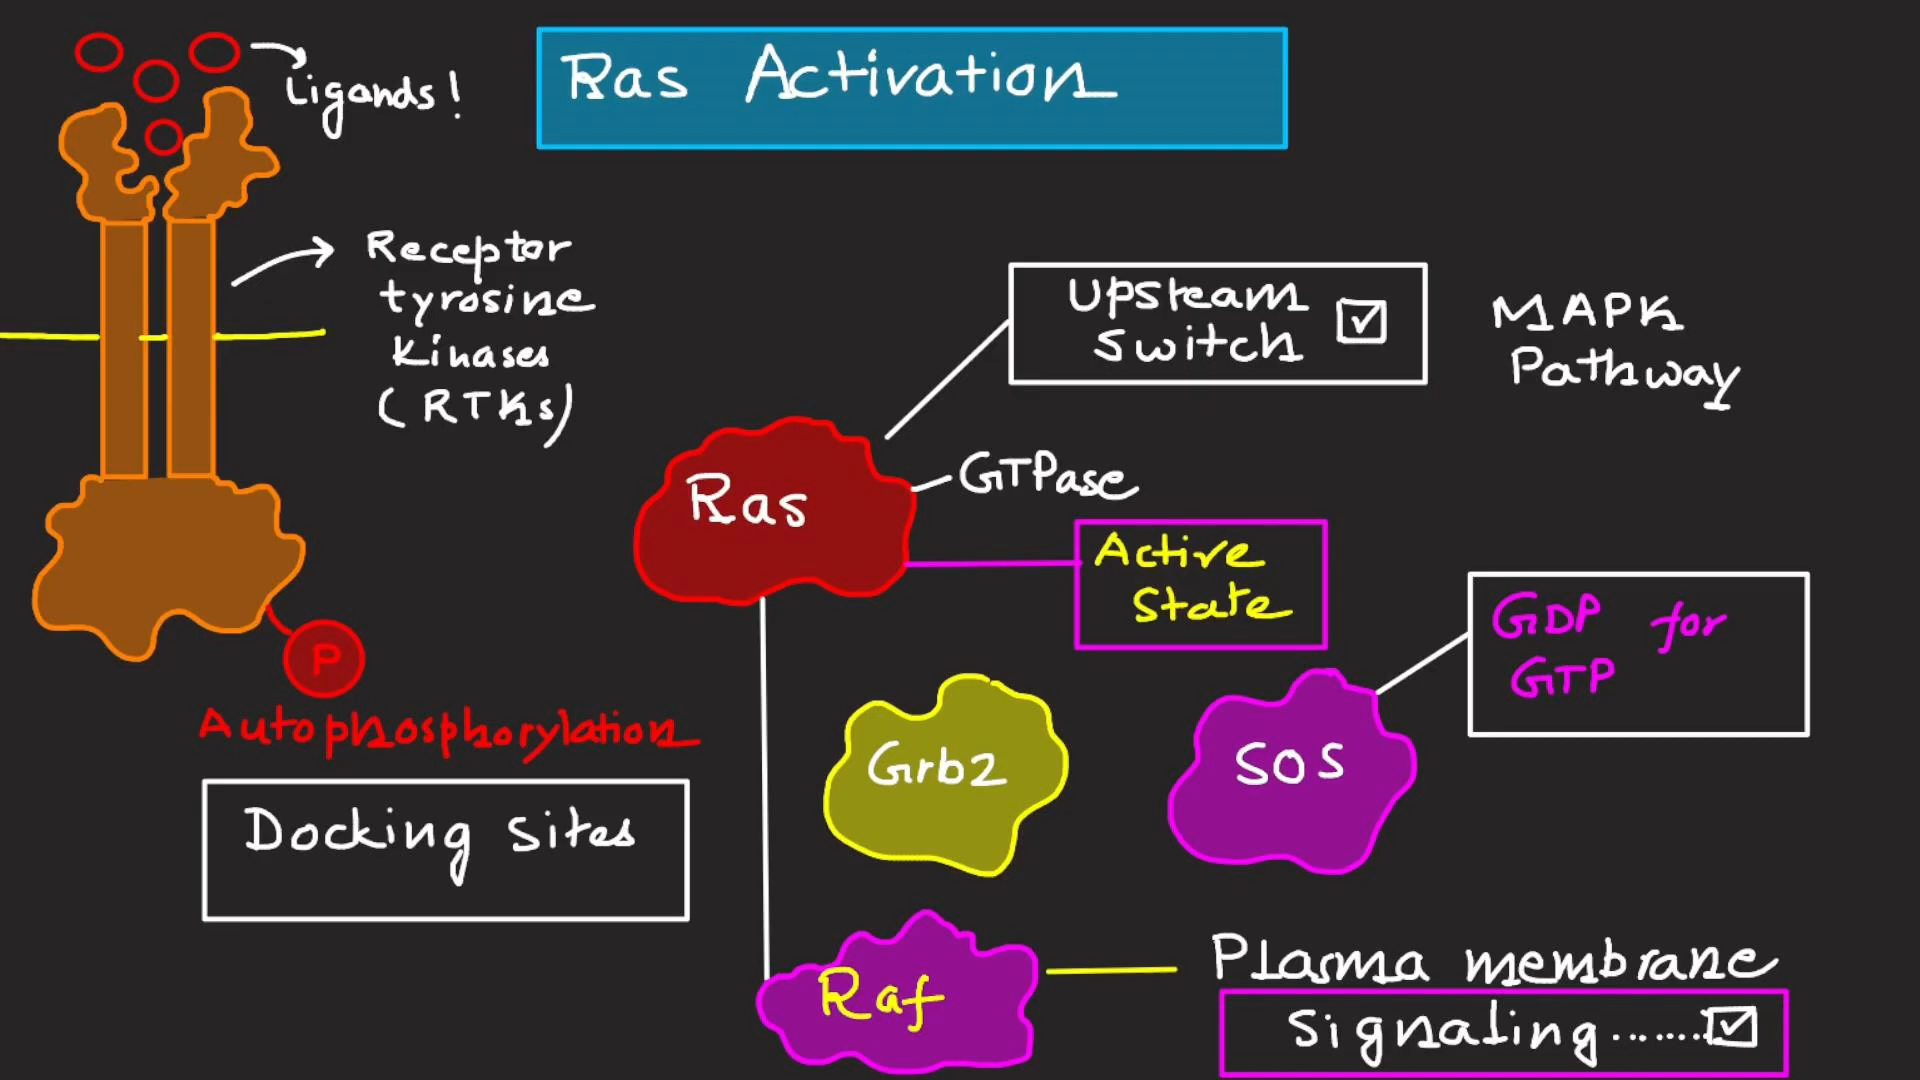 Ras Activation
Ligands!
Receptor
tyrosine
Kinases
(RTKs)
Upstream
Switch
MAPK
Pathway
Ras
GTPase
Active
State
GDP for
GTP
P
Autophosphorylation
Grb2
SOS
Docking Sites
Raf
Plasma membrane
Signaling.......